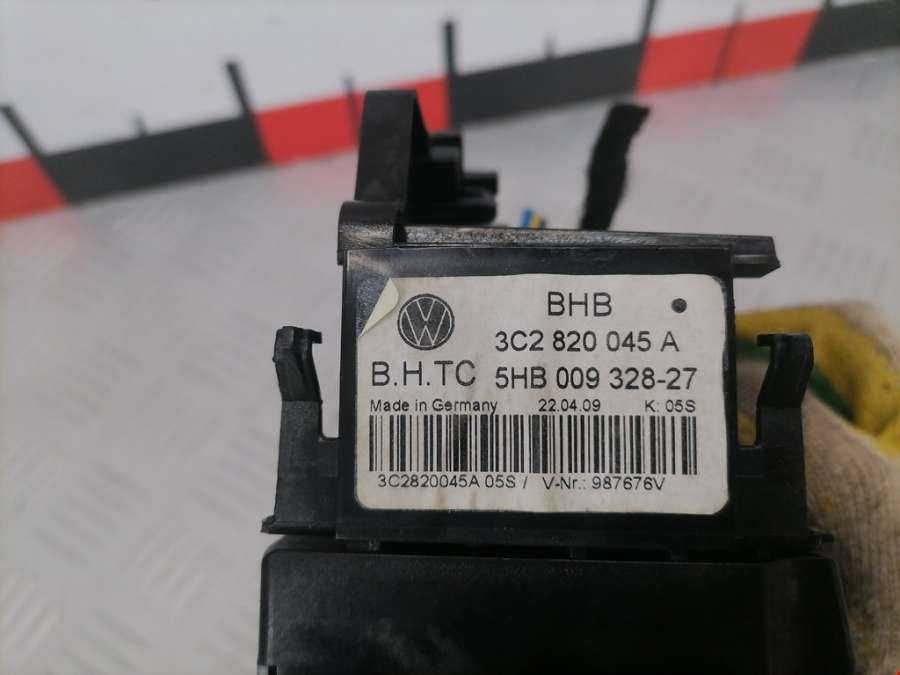 BHB
3C2 820 045 A
B.H.TC 5HB 009 328-27
Made in Germany 22.04.09 K: 05S
3C2820045A 05S / V-Nr.: 987676V